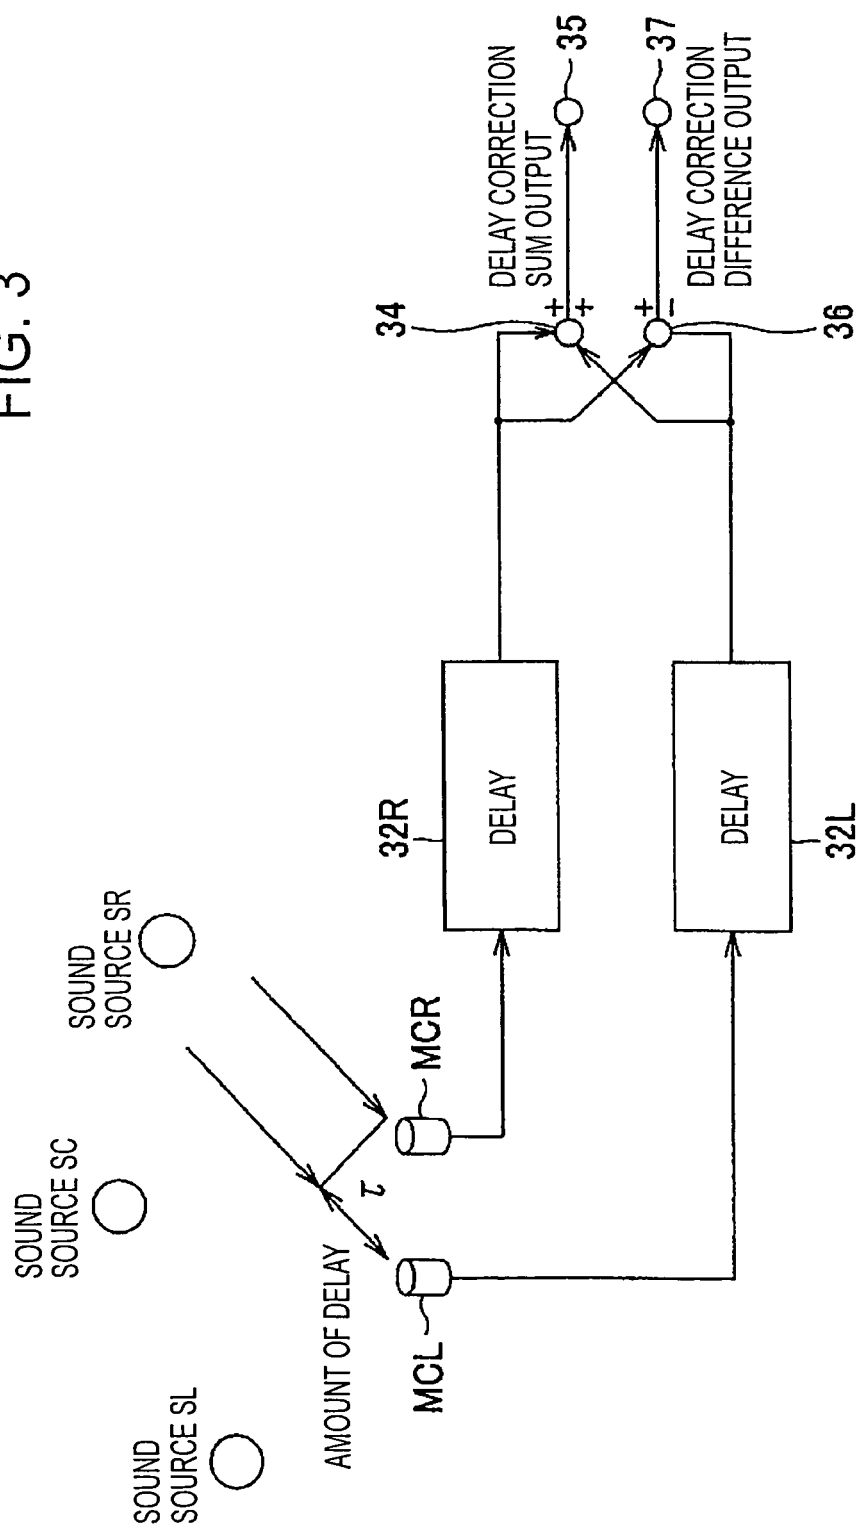 FIG. 3
SOUND
SOURCE SL
SOUND
SOURCE SC
SOUND
SOURCE SR
AMOUNT OF DELAY
τ
MCL
MCR
32R
DELAY
DELAY
32L
34
+
+
DELAY CORRECTION
SUM OUTPUT
35
+
−
36
37
DELAY CORRECTION
DIFFERENCE OUTPUT